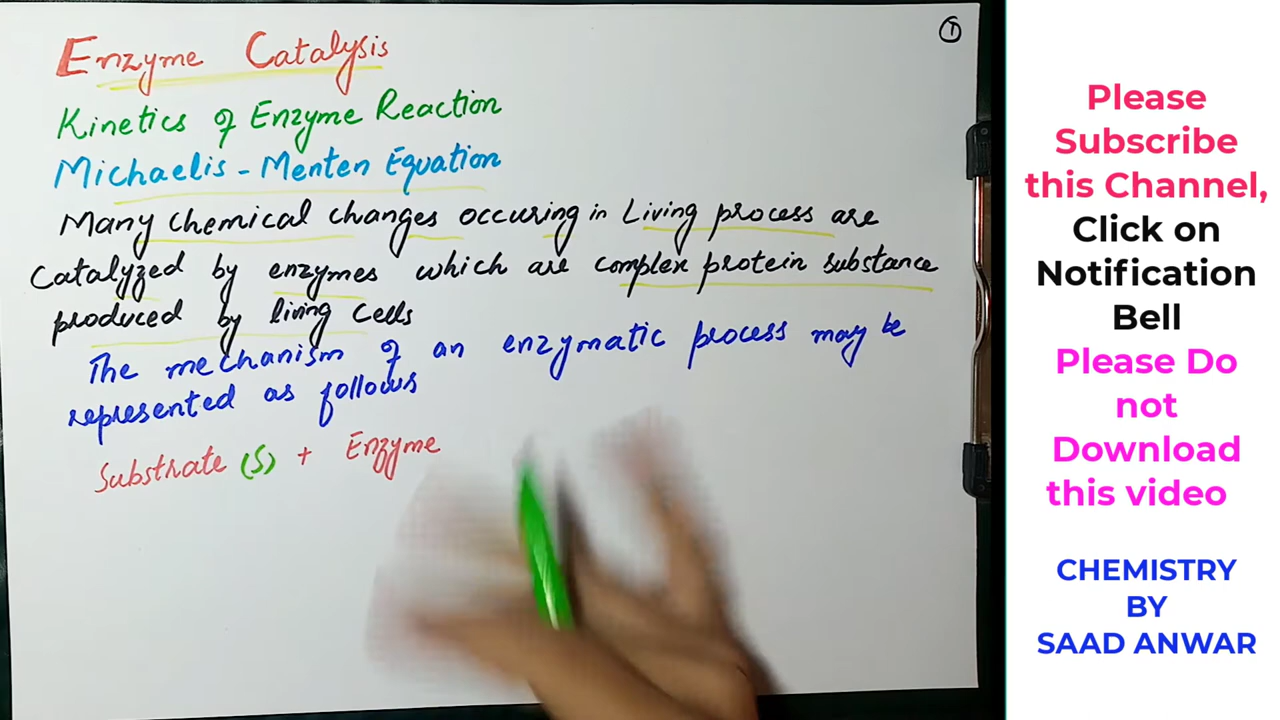 1
Enzyme Catalysis
Kinetics of Enzyme Reaction
Michaelis - Menten Equation
Many chemical changes occuring in Living process are
Catalyzed by enzymes which are complex protein substance
produced by living Cells
The mechanism of an enzymatic process may be
represented as follows
Substrate (S) + Enzyme
Please
Subscribe
this Channel,
Click on
Notification
Bell
Please Do
not
Download
this video
CHEMISTRY
BY
SAAD ANWAR